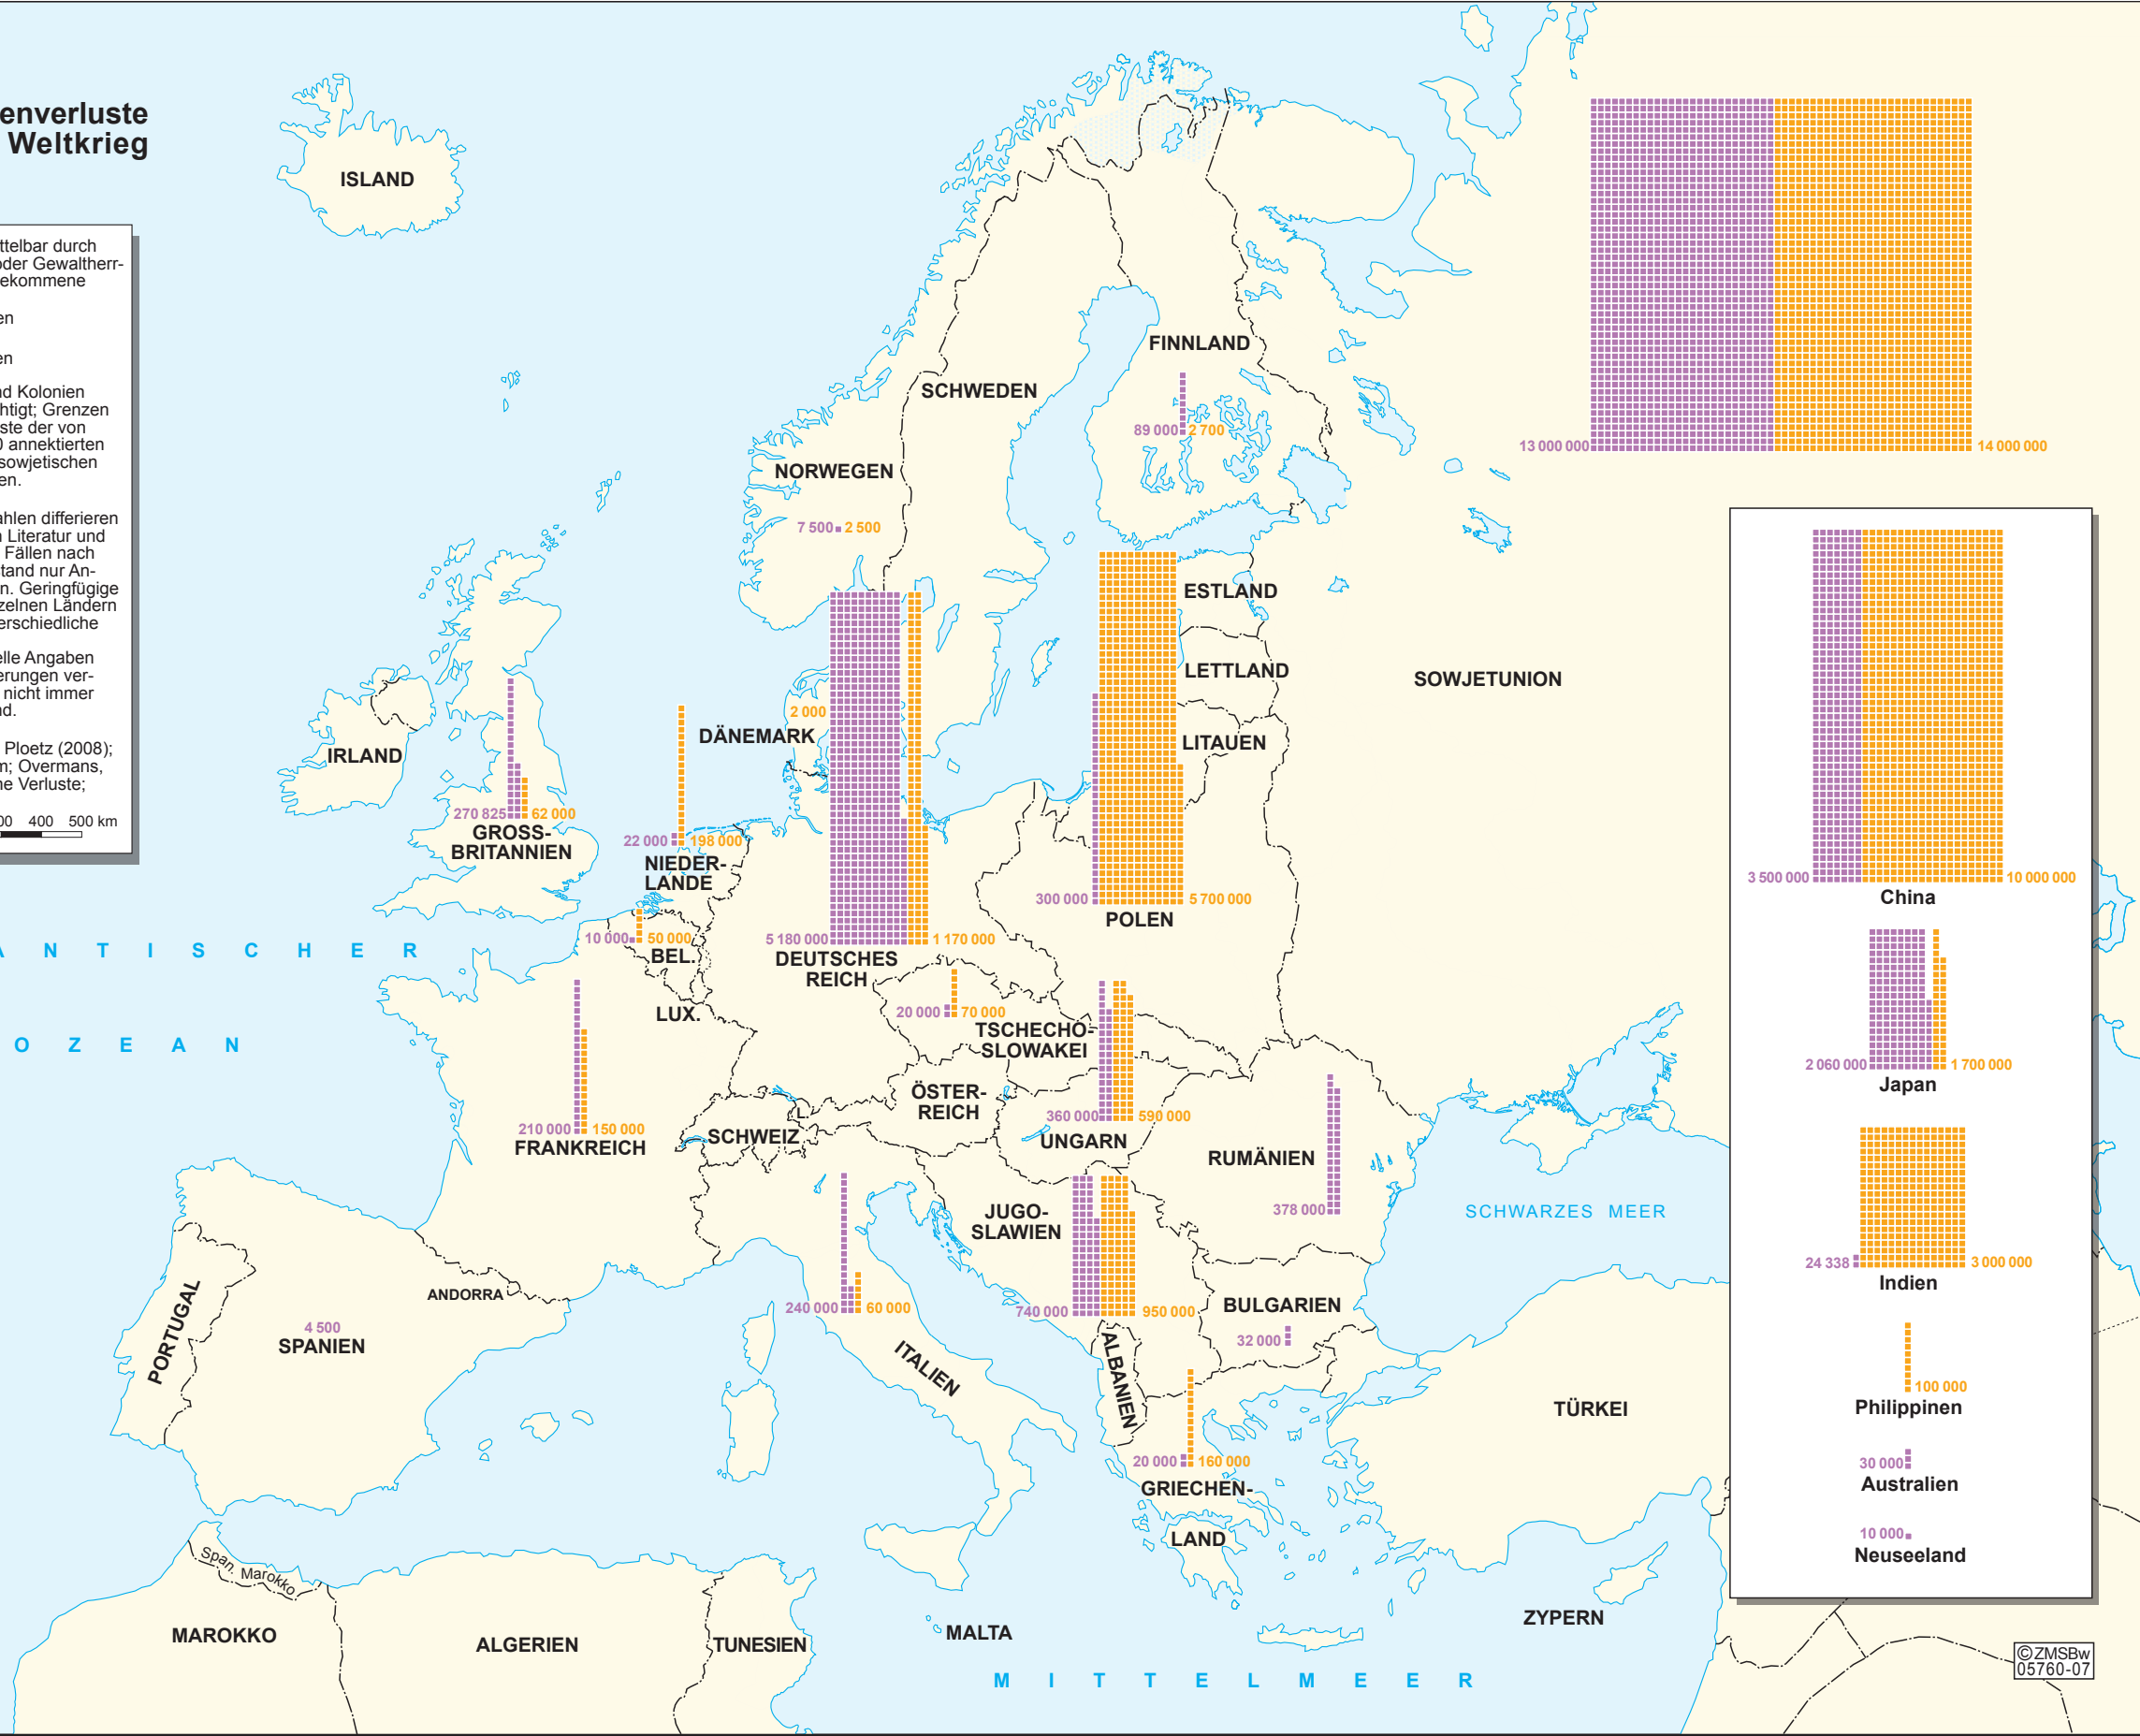 enverluste
Weltkrieg
ttelbar durch
oder Gewaltherr-
ekommene
en
en
nd Kolonien
chtigt; Grenzen
ste der von
0 annektierten
sowjetischen
en.
ahlen differieren
n Literatur und
Fällen nach
tand nur An-
n. Geringfügige
zelnen Ländern
erschiedliche
elle Angaben
erungen ver-
nicht immer
nd.
Ploetz (2008);
m; Overmans,
he Verluste;
00 400 500 km
ISLAND
FINNLAND
89 000 2 700
SCHWEDEN
NORWEGEN
7 500 2 500
13 000 000 14 000 000
SOWJETUNION
ESTLAND
LETTLAND
LITAUEN
2 000
DÄNEMARK
IRLAND
270 825 62 000
GROSS-
BRITANNIEN
22 000 198 000
NIEDER-
LANDE
10 000 50 000
BEL.
LUX.
5 180 000 1 170 000
DEUTSCHES
REICH
300 000 5 700 000
POLEN
20 000 70 000
TSCHECHO-
SLOWAKEI
ÖSTER-
REICH
360 000 590 000
UNGARN
210 000 150 000
FRANKREICH
SCHWEIZ
L.
RUMÄNIEN
378 000
JUGO-
SLAWIEN
740 000 950 000
240 000 60 000
ITALIEN
BULGARIEN
32 000
ALBANIEN
20 000 160 000
GRIECHEN-
LAND
ANDORRA
4 500
SPANIEN
PORTUGAL
TÜRKEI
ZYPERN
MALTA
Span. Marokko
MAROKKO
ALGERIEN
TUNESIEN
ANTISCHER
OZEAN
SCHWARZES MEER
MITTELMEER
3 500 000 10 000 000
China
2 060 000 1 700 000
Japan
24 338 3 000 000
Indien
100 000
Philippinen
30 000
Australien
10 000
Neuseeland
©ZMSBw
05760-07